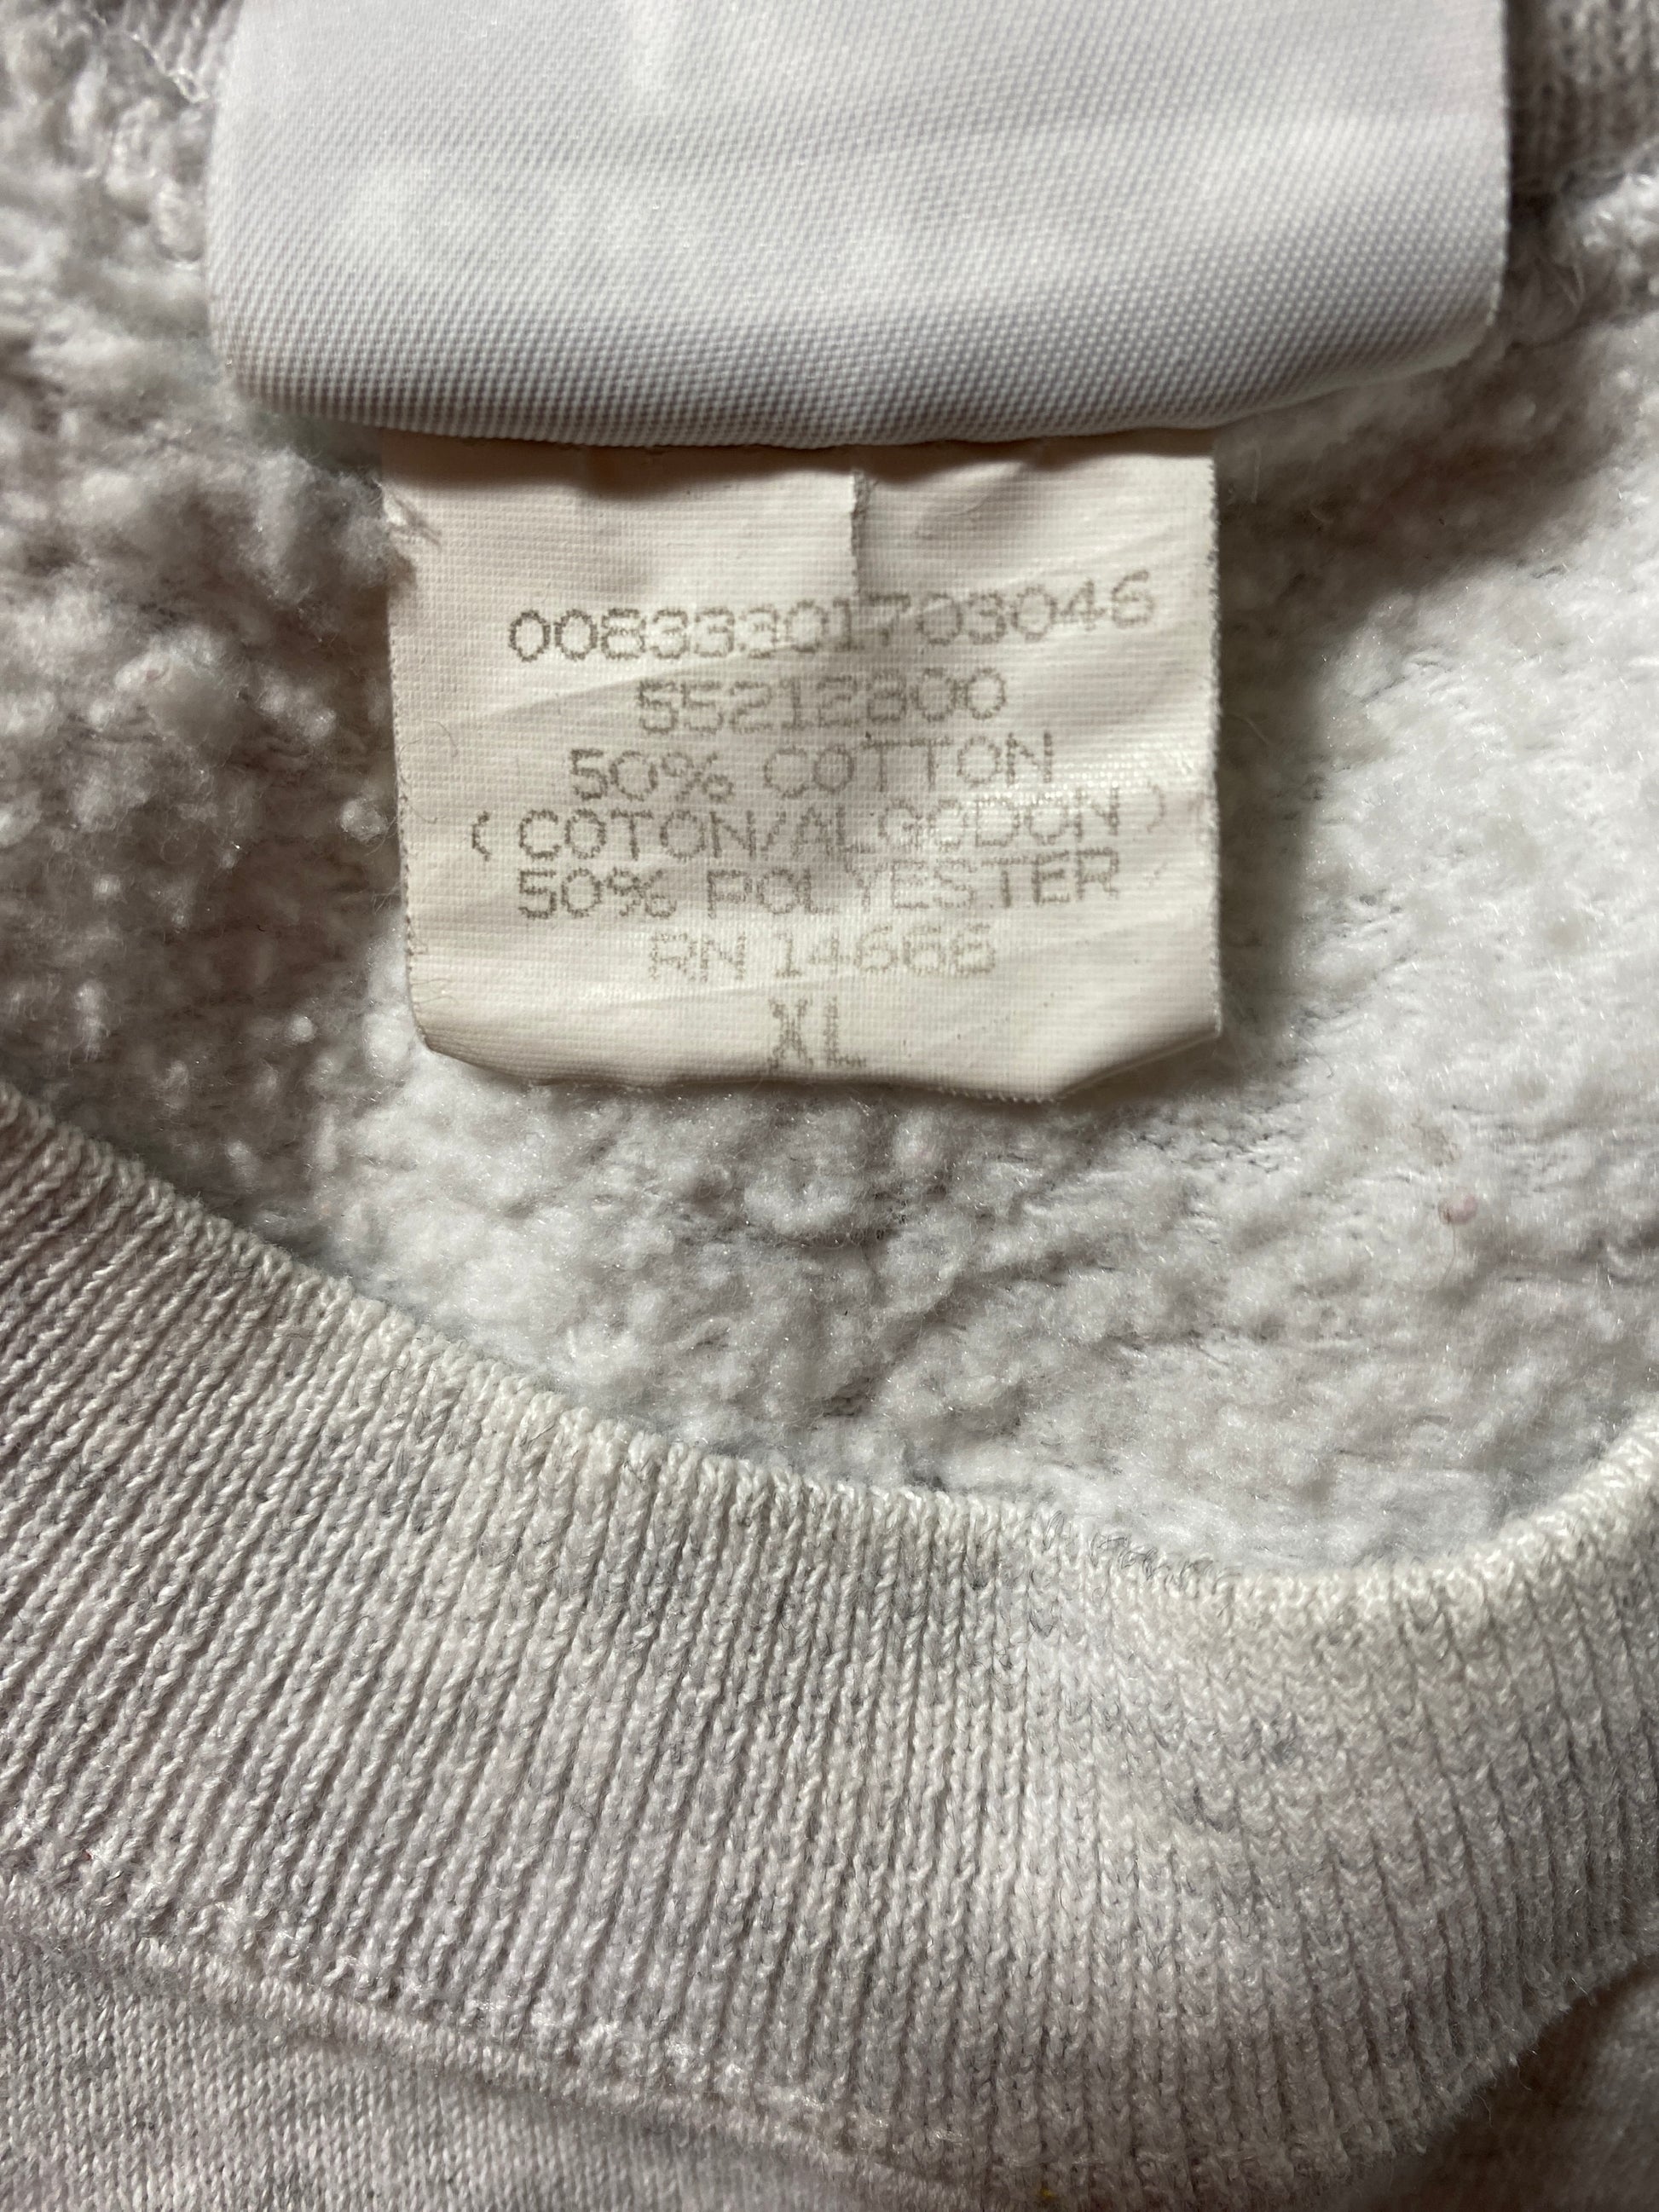 00833301703046
55212800
50% COTTON
(COTON/ALGODON)
50% POLYESTER
RN 14666
XL